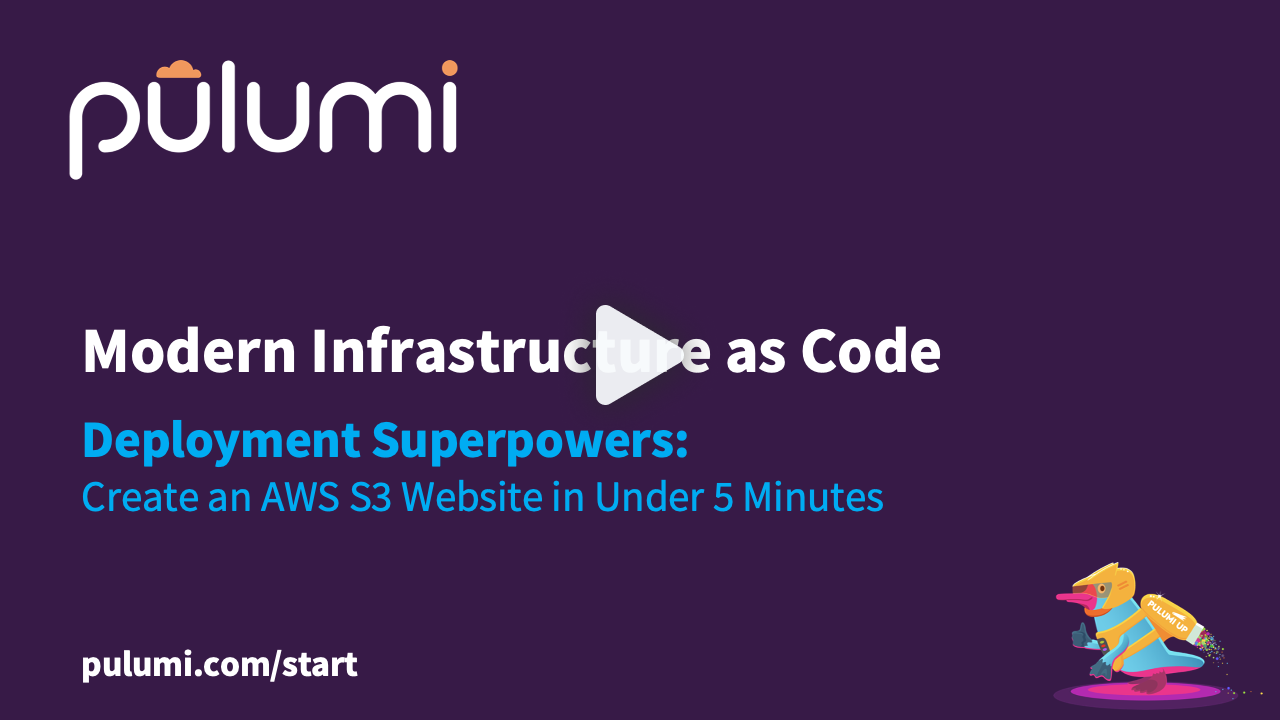 pulumi
Modern Infrastructure as Code
Deployment Superpowers:
Create an AWS S3 Website in Under 5 Minutes
PULUMI UP
pulumi.com/start